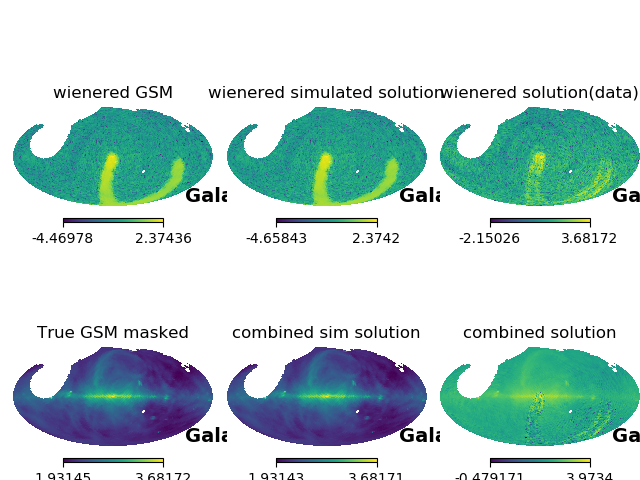 wienered GSM wienered simulated solution wienered solution(data)
Gala Gala Ga
-4.46978 2.37436 -4.65843 2.3742 -2.15026 3.68172
True GSM masked combined sim solution combined solution
Gala Gala Ga
1.93145 3.68172 1.93143 3.68171 -0.479171 3.9734